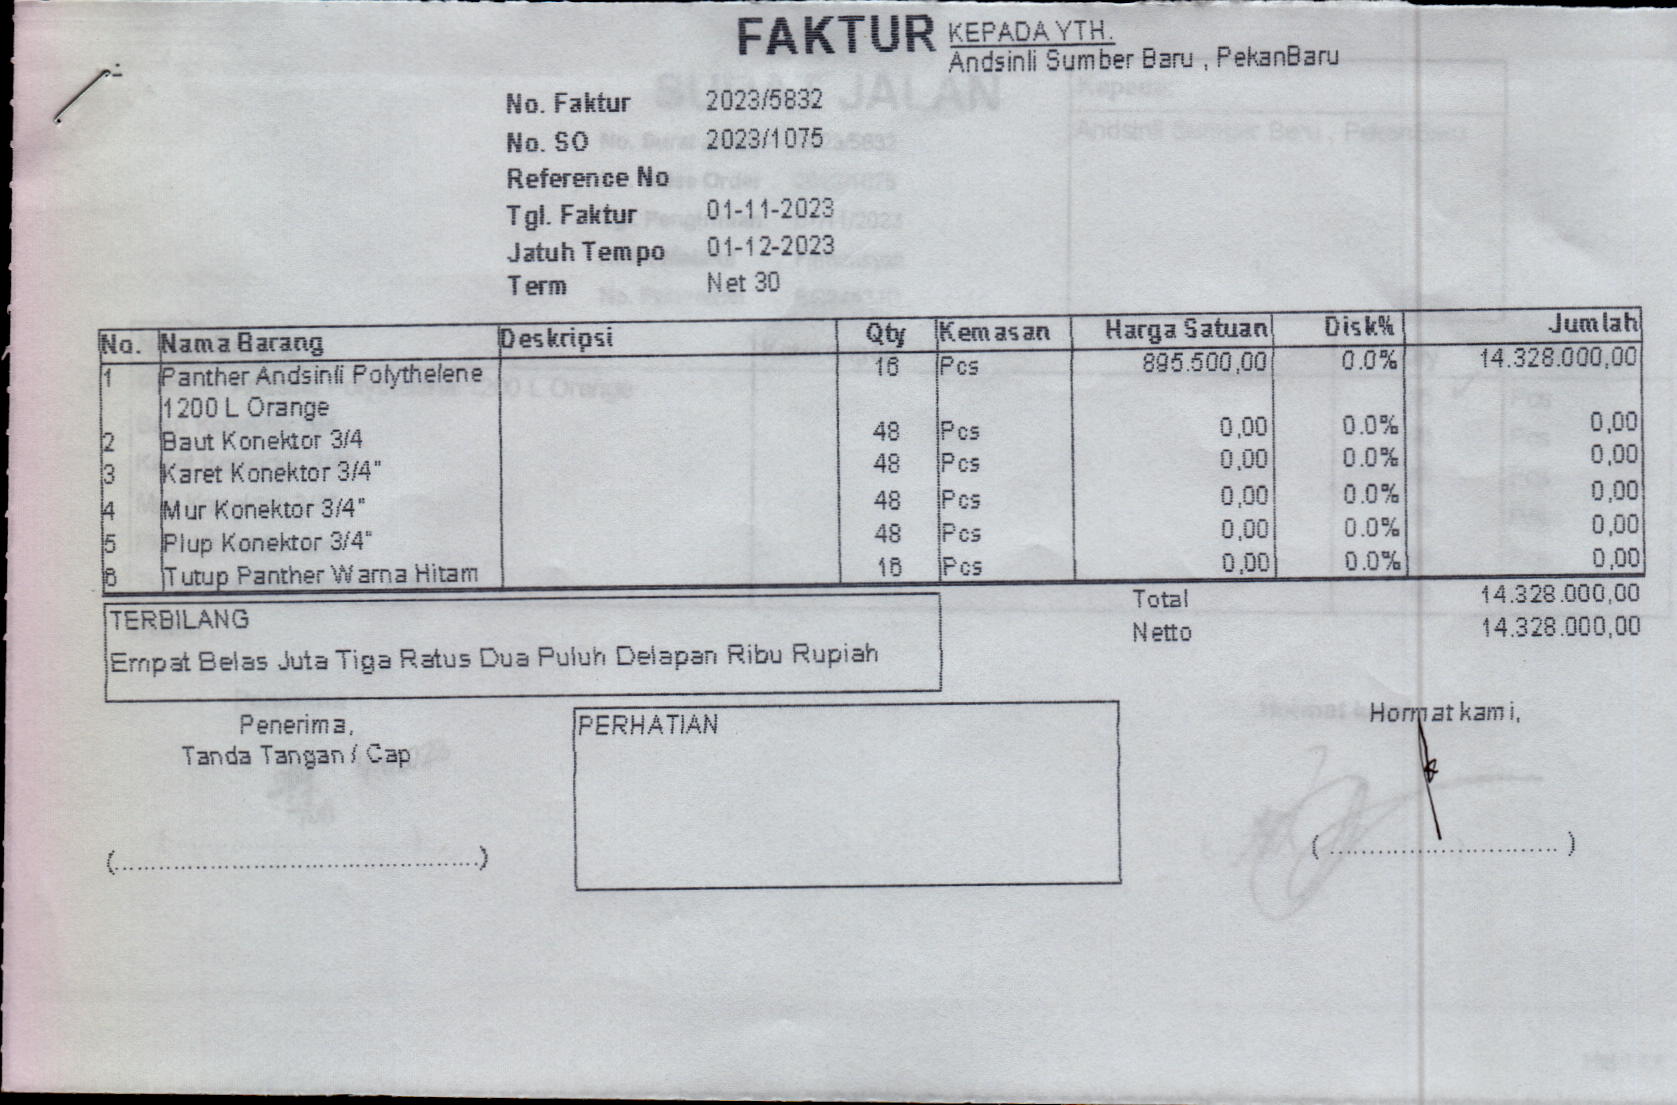 FAKTUR
KEPADA YTH.
Andsinli Sumber Baru , PekanBaru
No. Faktur 2023/5832
No. SO 2023/1075
Reference No
Tgl. Faktur 01-11-2023
Jatuh Tempo 01-12-2023
Term Net 30
No. Nama Barang Deskripsi Qty Kemasan Harga Satuan Disk% Jumlah
1 Panther Andsinli Polythelene 16 Pcs 895.500,00 0.0% 14.328.000,00
1200 L Orange
2 Baut Konektor 3/4 48 Pcs 0,00 0.0% 0,00
3 Karet Konektor 3/4" 48 Pcs 0,00 0.0% 0,00
4 Mur Konektor 3/4" 48 Pcs 0,00 0.0% 0,00
5 Plup Konektor 3/4" 48 Pcs 0,00 0.0% 0,00
6 Tutup Panther Warna Hitam 16 Pcs 0,00 0.0% 0,00
Total 14.328.000,00
Netto 14.328.000,00
TERBILANG
Empat Belas Juta Tiga Ratus Dua Puluh Delapan Ribu Rupiah
Penerima,
Tanda Tangan / Cap
(..................................................)
PERHATIAN
Hormat kami,
( ................................ )
SURAT JALAN
Kepada:
Andsinli Sumber Baru , PekanBaru